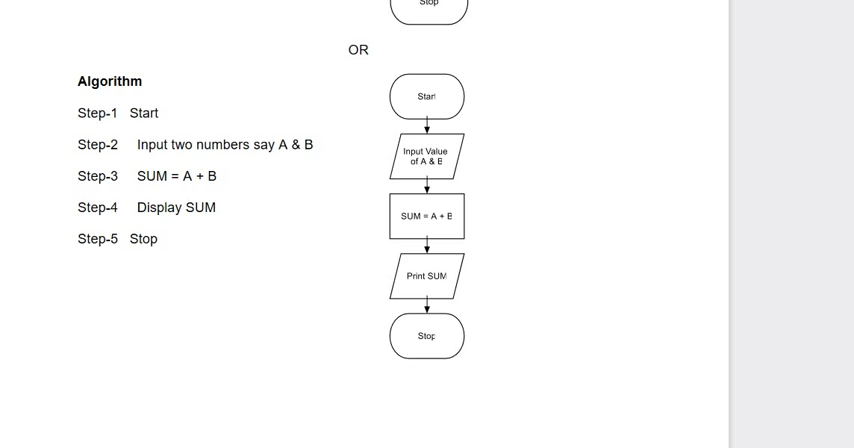 Stop
OR
Algorithm
Step-1 Start
Step-2 Input two numbers say A & B
Step-3 SUM = A + B
Step-4 Display SUM
Step-5 Stop
Start
Input Value
of A & B
SUM = A + B
Print SUM
Stop